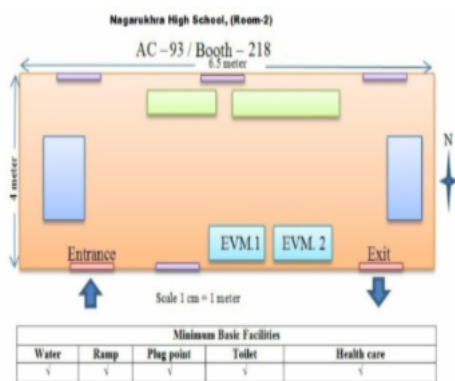 Nagarukhra High School, (Room-2)
AC – 93 / Booth – 218
6.5 meter
4 meter
N
EVM.1 EVM. 2
Entrance Exit
Scale 1 cm = 1 meter
Minimum Basic Facilities
Water Ramp Plug point Toilet Health care
√ √ √ √ √